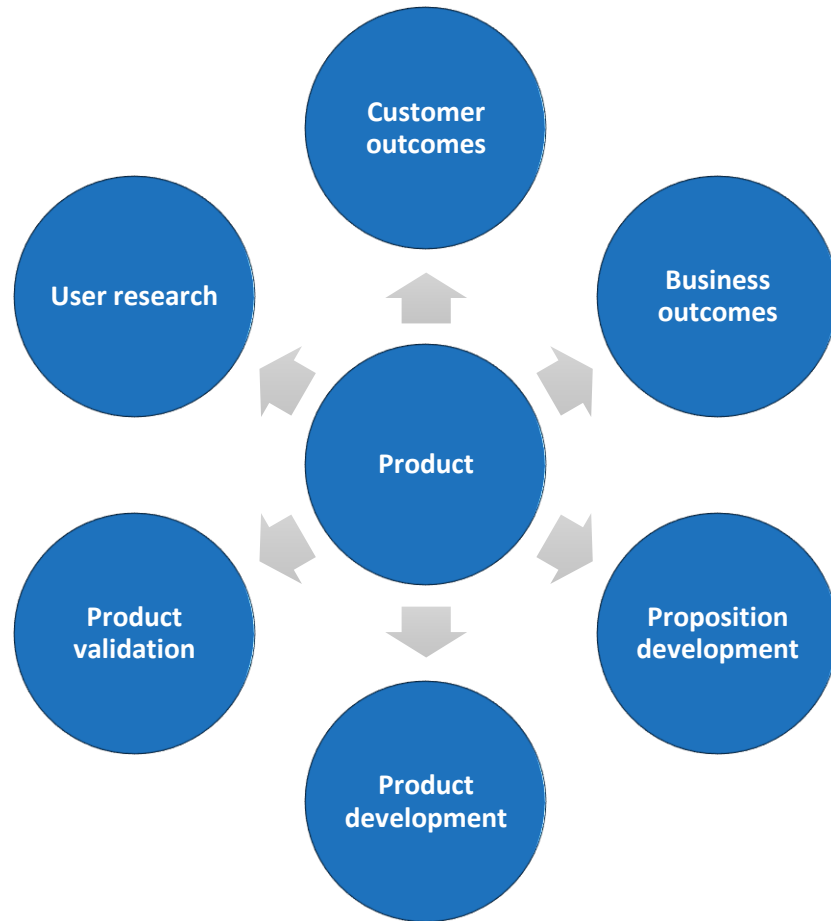 Customer
outcomes
User research
Business
outcomes
Product
Product
validation
Proposition
development
Product
development